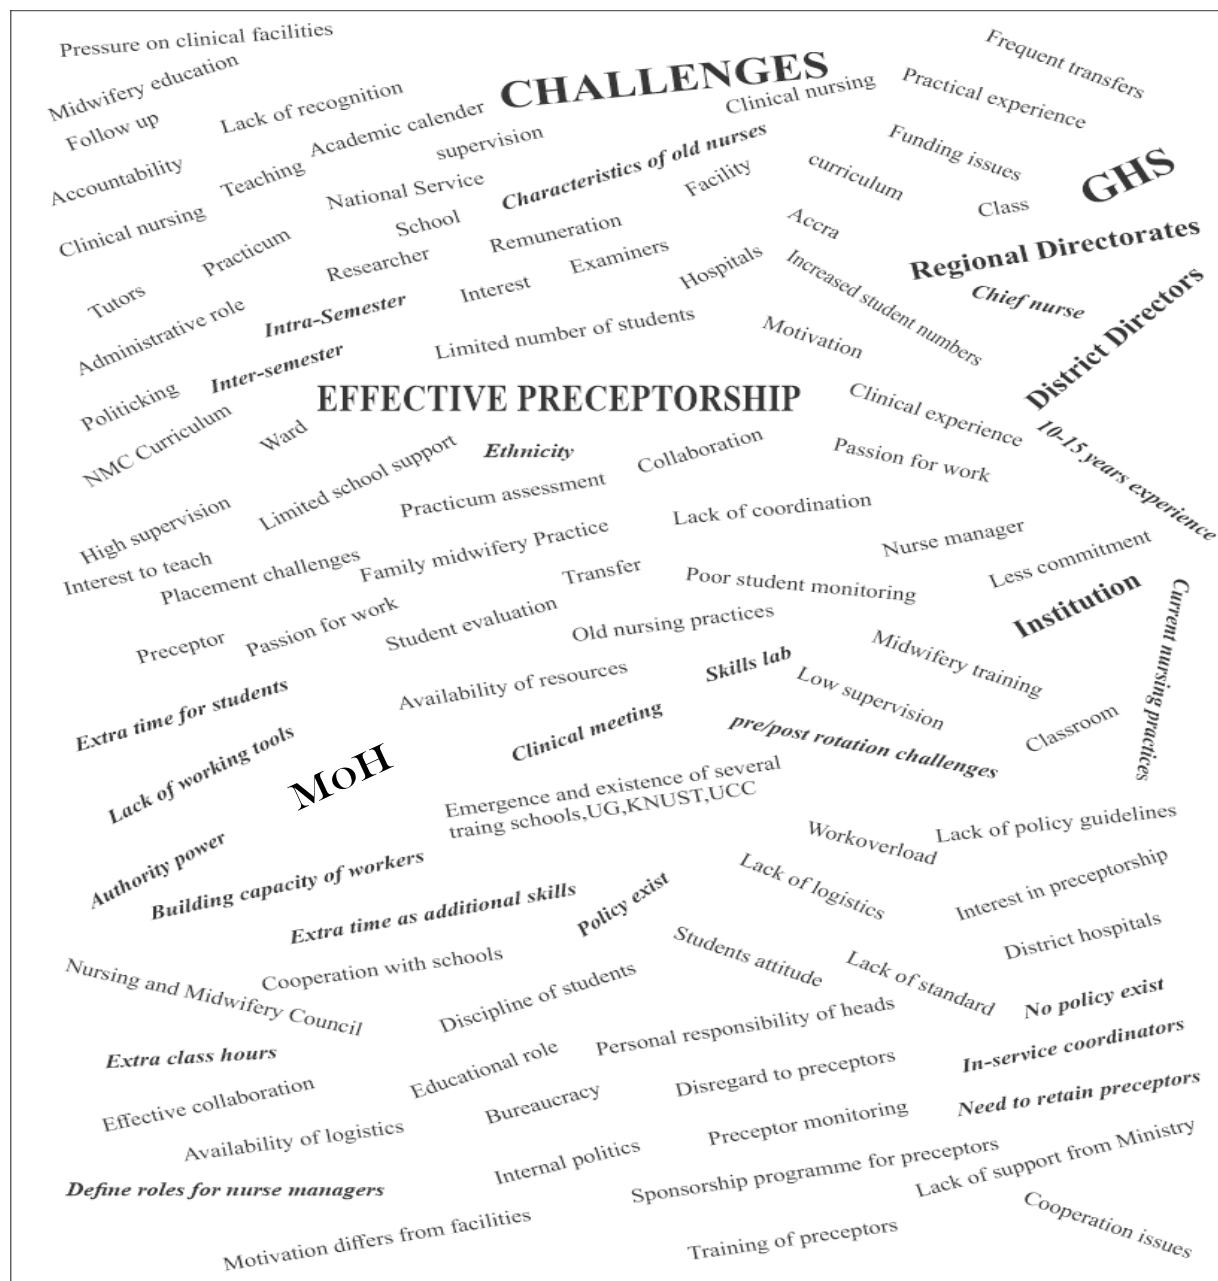 Pressure on clinical facilities
Frequent transfers
Midwifery education
CHALLENGES
Practical experience
Follow up
Lack of recognition
Academic calender
Clinical nursing
supervision
Funding issues
Accountability
Teaching
National Service
Characteristics of old nurses
Facility
curriculum
GHS
Clinical nursing
School
Class
Practicum
Researcher
Remuneration
Accra
Examiners
Hospitals
Regional Directorates
Tutors
Intra-Semester
Interest
Increased student numbers
Chief nurse
Administrative role
Limited number of students
Motivation
District Directors
Inter-semester
Politicking
EFFECTIVE PRECEPTORSHIP
Clinical experience
NMC Curriculum
Ward
Ethnicity
Collaboration
Passion for work
10-15 years experience
Limited school support
Practicum assessment
Lack of coordination
High supervision
Nurse manager
Interest to teach
Placement challenges
Family midwifery Practice
Transfer
Poor student monitoring
Less commitment
Institution
Current nursing practices
Preceptor
Passion for work
Student evaluation
Old nursing practices
Midwifery training
Extra time for students
Availability of resources
Skills lab
Low supervision
Classroom
Lack of working tools
MoH
Clinical meeting
pre/post rotation challenges
Emergence and existence of several
traing schools,UG,KNUST,UCC
Authority power
Workoverload
Lack of policy guidelines
Building capacity of workers
Lack of logistics
Interest in preceptorship
Extra time as additional skills
Policy exist
District hospitals
Nursing and Midwifery Council
Cooperation with schools
Students attitude
Lack of standard
Discipline of students
No policy exist
Extra class hours
Personal responsibility of heads
In-service coordinators
Effective collaboration
Educational role
Disregard to preceptors
Need to retain preceptors
Bureaucracy
Availability of logistics
Preceptor monitoring
Internal politics
Sponsorship programme for preceptors
Lack of support from Ministry
Define roles for nurse managers
Cooperation issues
Motivation differs from facilities
Training of preceptors